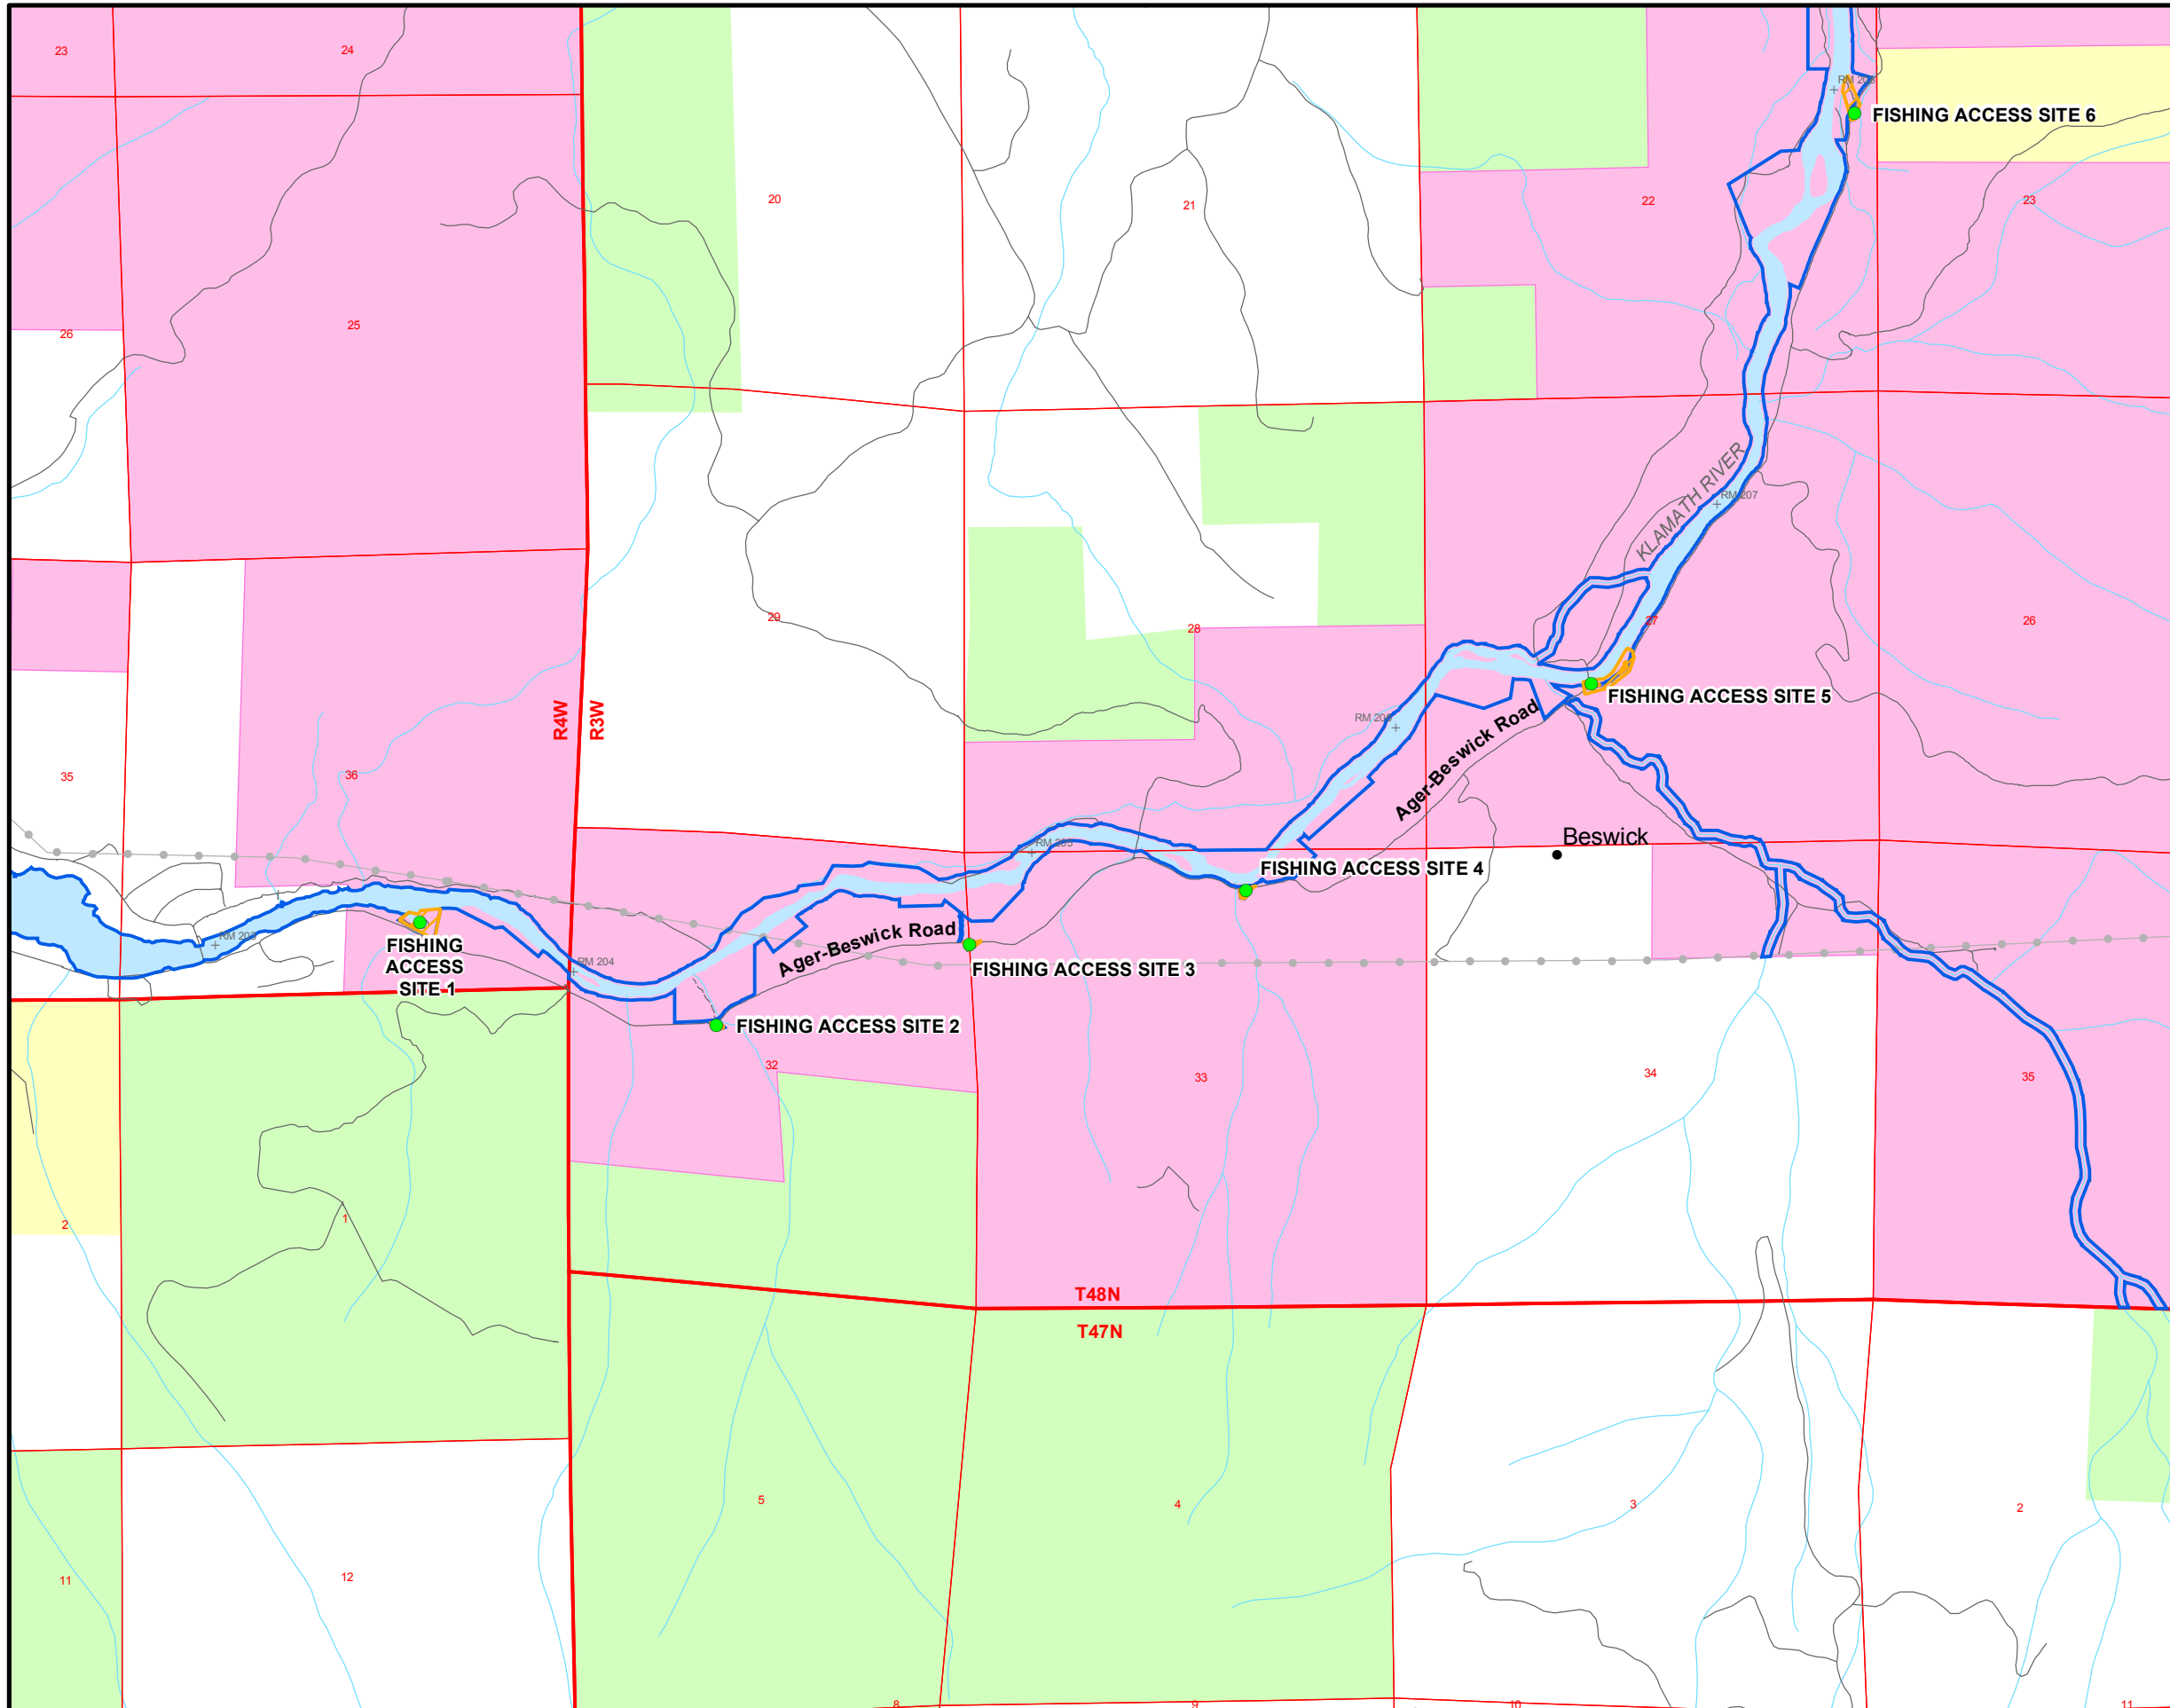 23
24
RM 208
FISHING ACCESS SITE 6
20
21
22
23
25
26
KLAMATH RIVER
RM 207
29
28
27
26
FISHING ACCESS SITE 5
R4W
R3W
RM 206
Ager-Beswick Road
35
36
Beswick
RM 205
FISHING ACCESS SITE 4
RM 203
FISHING
ACCESS
SITE 1
RM 204
Ager-Beswick Road
FISHING ACCESS SITE 3
FISHING ACCESS SITE 2
32
33
34
35
2
1
T48N
T47N
5
4
3
2
11
12
8
9
10
11